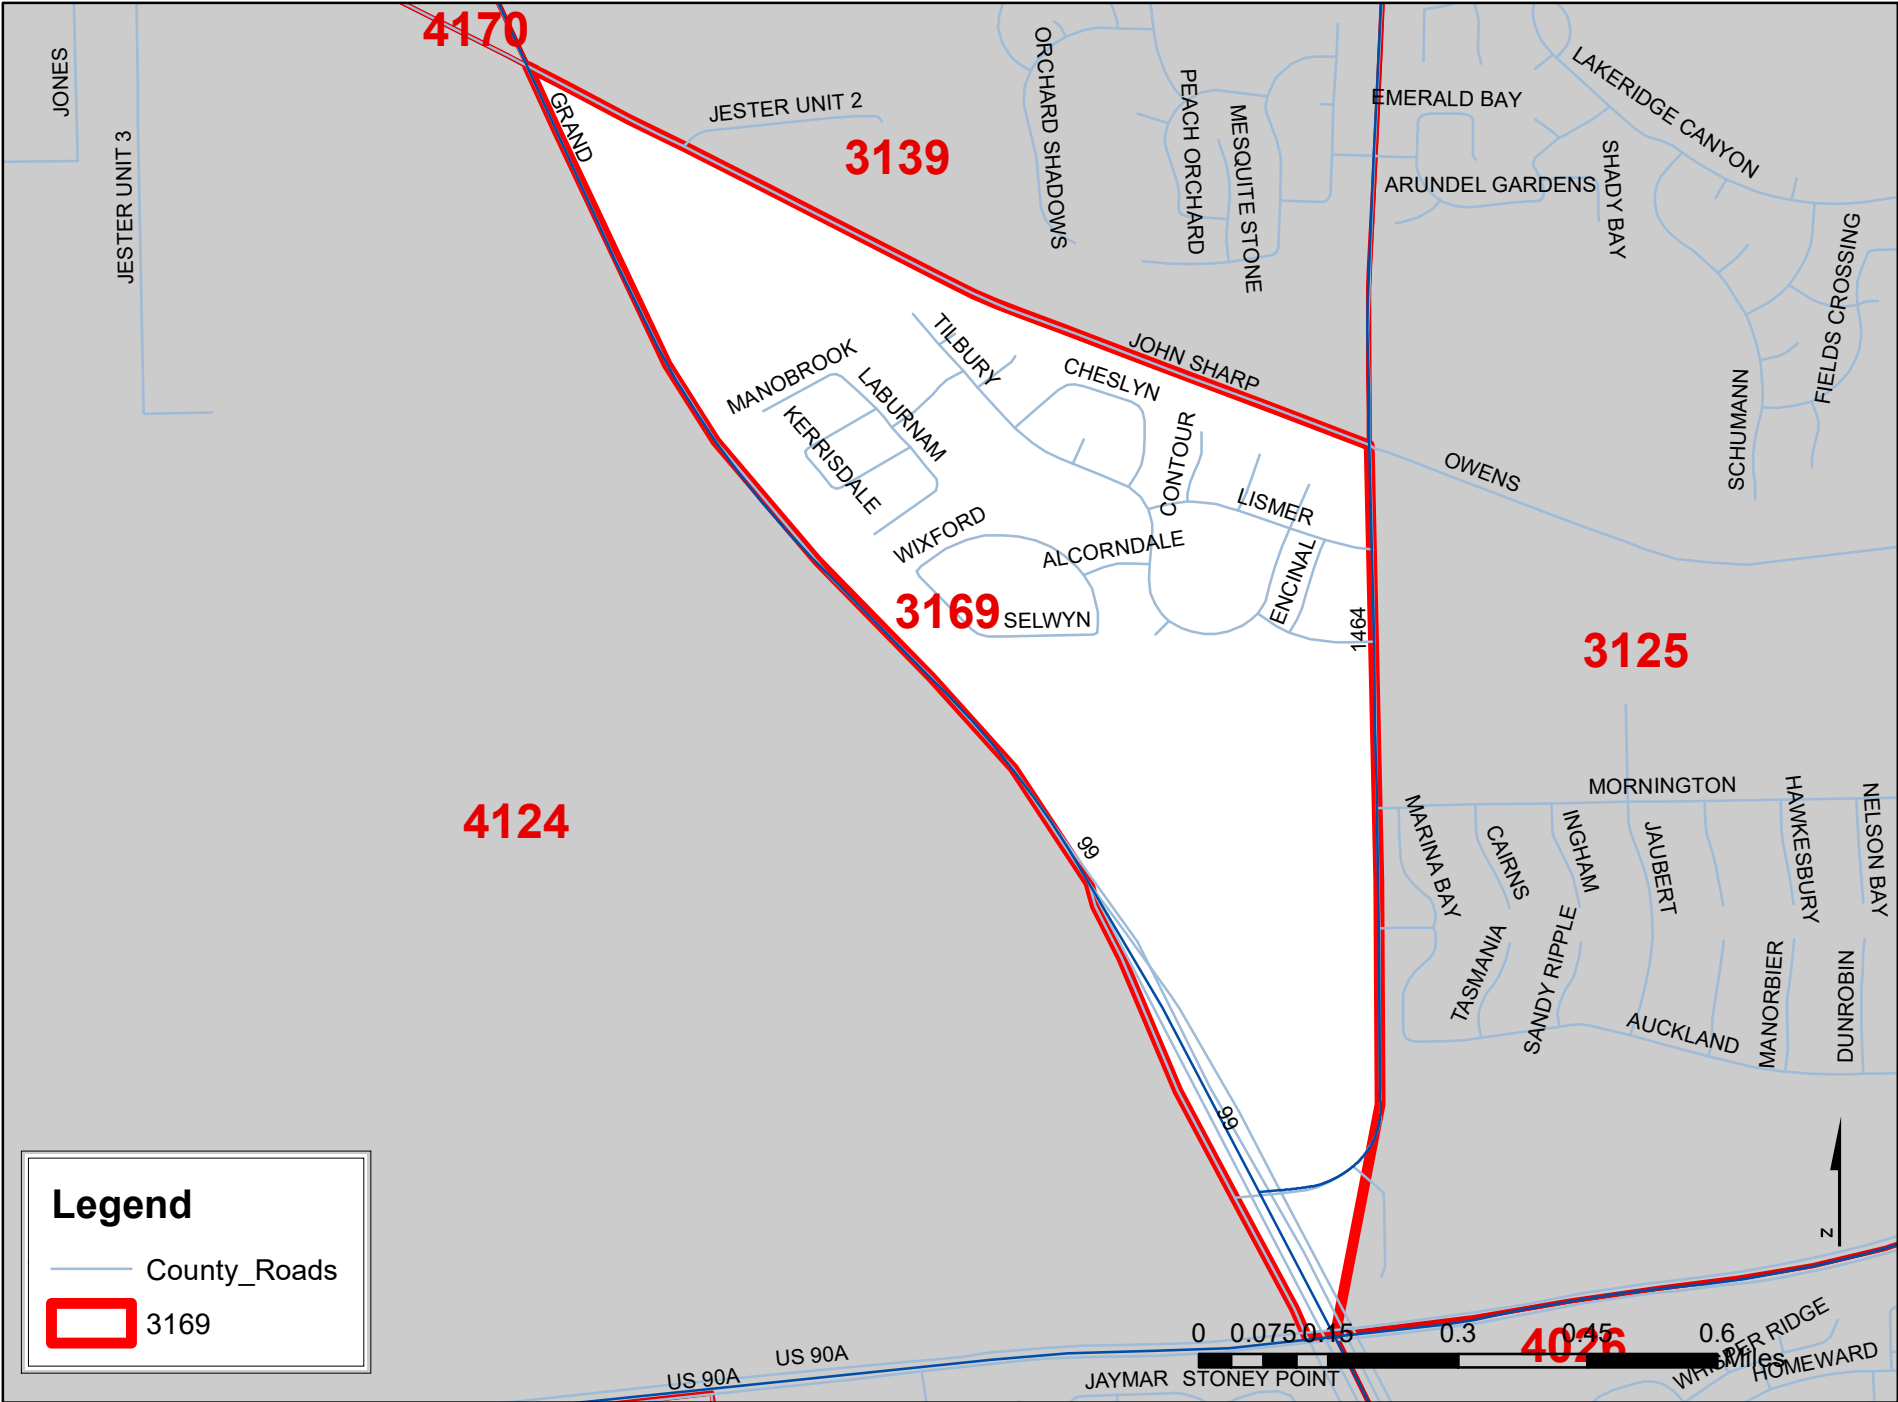 4170
JONES
JESTER UNIT 3
GRAND
JESTER UNIT 2
3139
ORCHARD SHADOWS
PEACH ORCHARD
MESQUITE STONE
EMERALD BAY
LAKERIDGE CANYON
ARUNDEL GARDENS
SHADY BAY
FIELDS CROSSING
SCHUMANN
JOHN SHARP
OWENS
TILBURY
CHESLYN
MANOBROOK
LABURNAM
KERRISDALE
CONTOUR
LISMER
WIXFORD
ALCORNDALE
ENCINAL
3169
SELWYN
1464
3125
4124
MORNINGTON
MARINA BAY
CAIRNS
INGHAM
JAUBERT
HAWKESBURY
NELSON BAY
TASMANIA
SANDY RIPPLE
AUCKLAND
MANORBIER
DUNROBIN
99
99
Legend
County_Roads
3169
N
0 0.075 0.15 0.3 0.45 0.6
Miles
4026
WHISPER RIDGE
HOMEWARD
US 90A
US 90A
JAYMAR
STONEY POINT